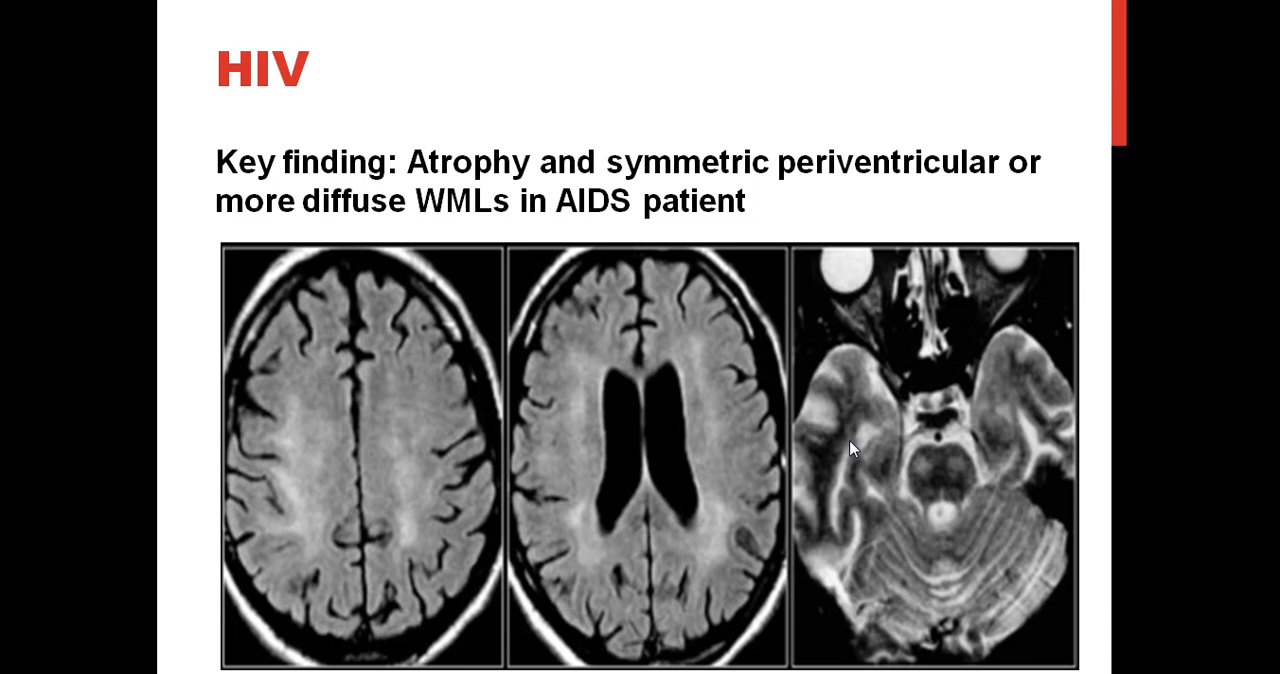 HIV
Key finding: Atrophy and symmetric periventricular or
more diffuse WMLs in AIDS patient